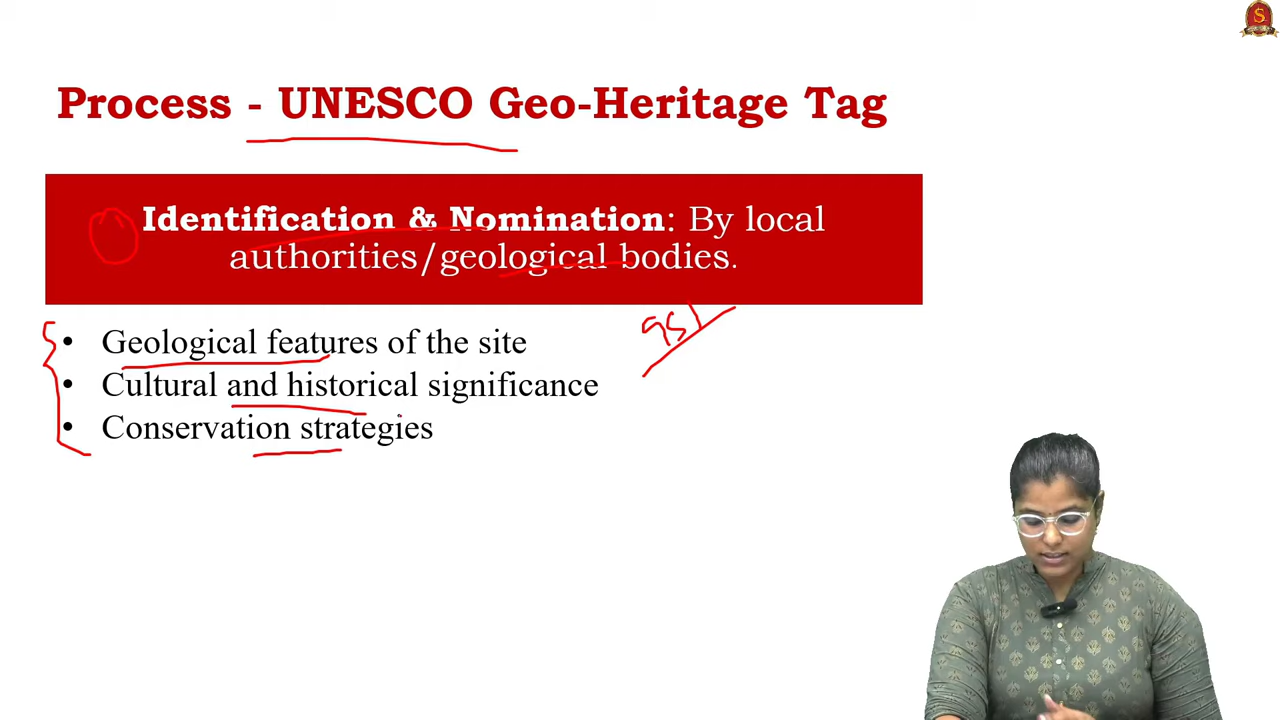 Process - UNESCO Geo-Heritage Tag
Identification & Nomination: By local
authorities/geological bodies.
• Geological features of the site
• Cultural and historical significance
• Conservation strategies
GSI
S